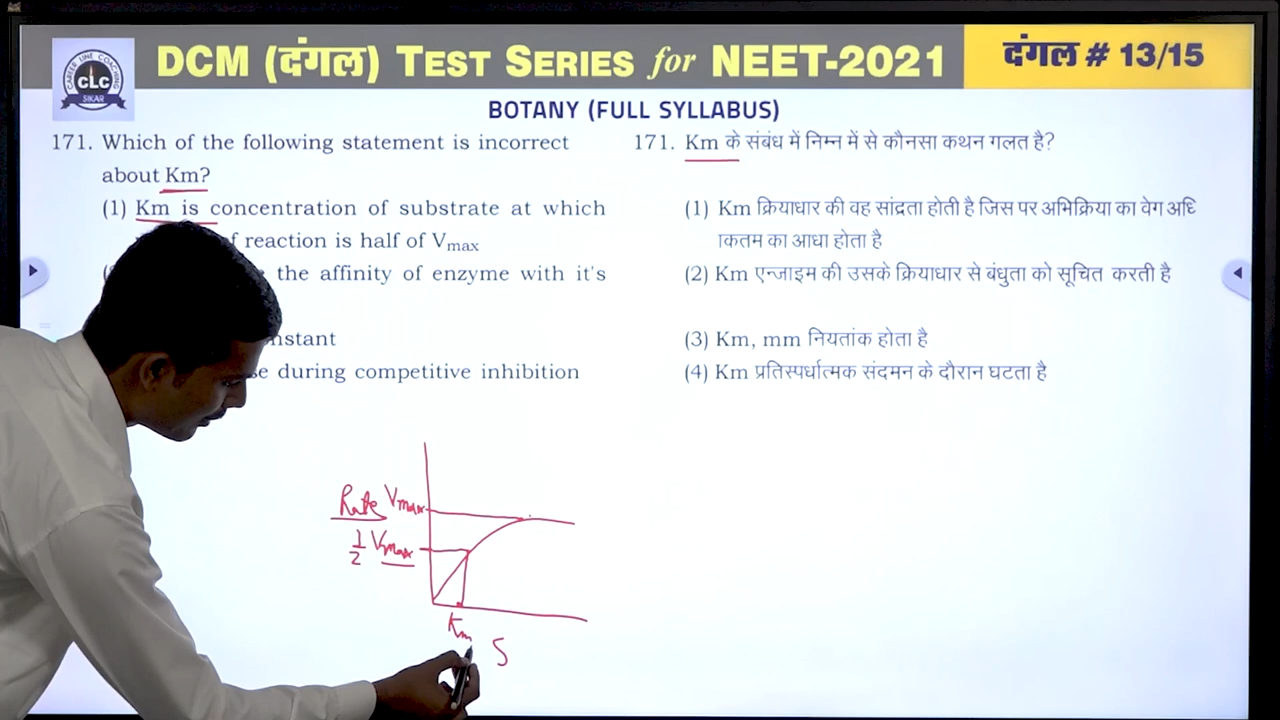 DCM (दंगल) TEST SERIES for NEET-2021
दंगल # 13/15
CAREER LINE COACHING
CLC
SIKAR
BOTANY (FULL SYLLABUS)
171. Which of the following statement is incorrect
about Km?
(1) Km is concentration of substrate at which
of reaction is half of Vmax
the affinity of enzyme with it's
during competitive inhibition
171. Km के संबंध में निम्न में से कौनसा कथन गलत है?
(1) Km क्रियाधार की वह सांद्रता होती है जिस पर अभिक्रिया का वेग अधि
ाकतम का आधा होता है
(2) Km एन्जाइम की उसके क्रियाधार से बंधुता को सूचित करती है
(3) Km, mm नियतांक होता है
(4) Km प्रतिस्पर्धात्मक संदमन के दौरान घटता है
Rate Vmax
1/2 Vmax
Km
S